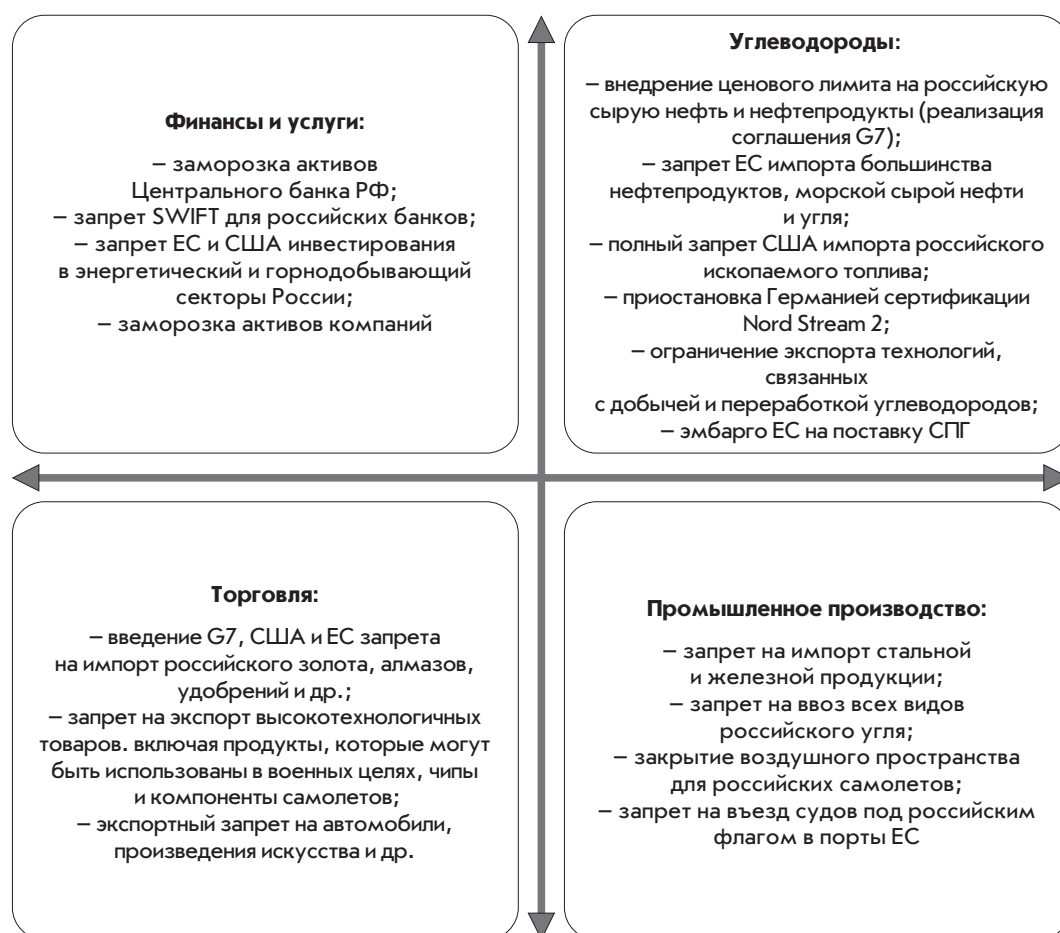 Финансы и услуги:
– заморозка активов
Центрального банка РФ;
– запрет SWIFT для российских банков;
– запрет ЕС и США инвестирования
в энергетический и горнодобывающий
секторы России;
– заморозка активов компаний
Углеводороды:
– внедрение ценового лимита на российскую
сырую нефть и нефтепродукты (реализация
соглашения G7);
– запрет ЕС импорта большинства
нефтепродуктов, морской сырой нефти
и угля;
– полный запрет США импорта российского
ископаемого топлива;
– приостановка Германией сертификации
Nord Stream 2;
– ограничение экспорта технологий,
связанных
с добычей и переработкой углеводородов;
– эмбарго ЕС на поставку СПГ
Торговля:
– введение G7, США и ЕС запрета
на импорт российского золота, алмазов,
удобрений и др.;
– запрет на экспорт высокотехнологичных
товаров. включая продукты, которые могут
быть использованы в военных целях, чипы
и компоненты самолетов;
– экспортный запрет на автомобили,
произведения искусства и др.
Промышленное производство:
– запрет на импорт стальной
и железной продукции;
– запрет на ввоз всех видов
российского угля;
– закрытие воздушного пространства
для российских самолетов;
– запрет на въезд судов под российским
флагом в порты ЕС